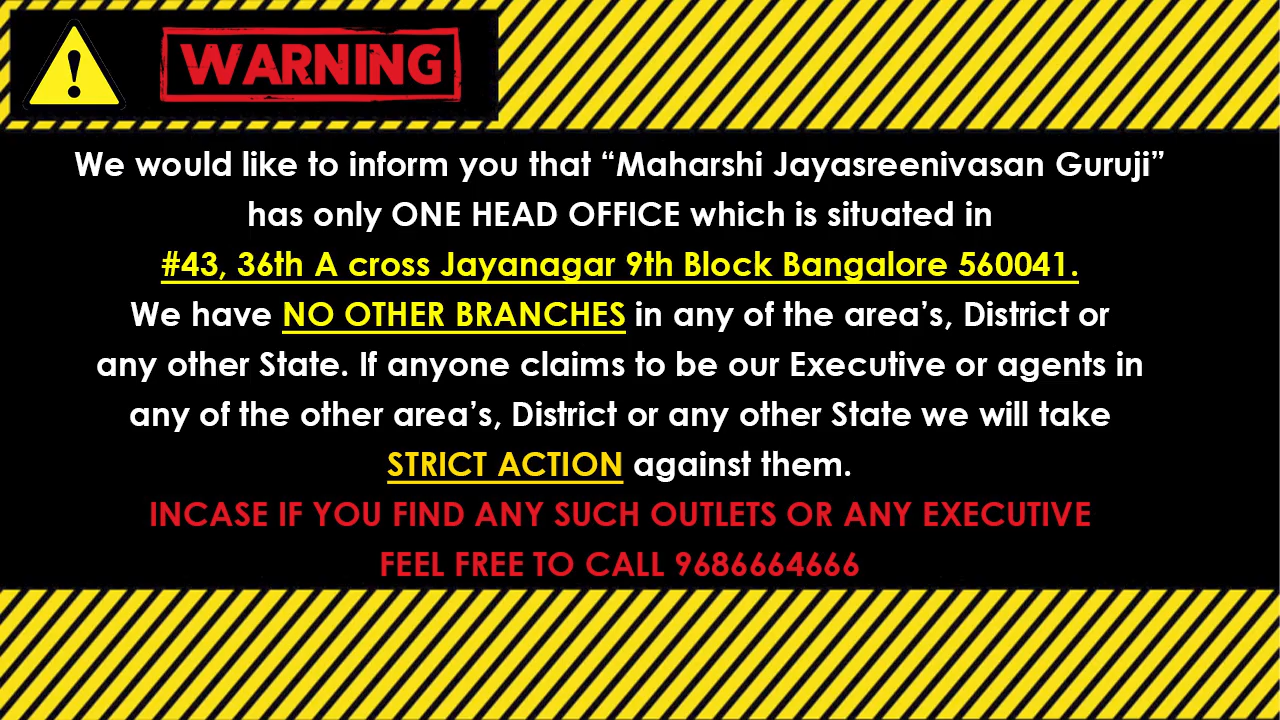 WARNING
We would like to inform you that “Maharshi Jayasreenivasan Guruji”
has only ONE HEAD OFFICE which is situated in
#43, 36th A cross Jayanagar 9th Block Bangalore 560041.
We have NO OTHER BRANCHES in any of the area’s, District or
any other State. If anyone claims to be our Executive or agents in
any of the other area’s, District or any other State we will take
STRICT ACTION against them.
INCASE IF YOU FIND ANY SUCH OUTLETS OR ANY EXECUTIVE
FEEL FREE TO CALL 9686664666